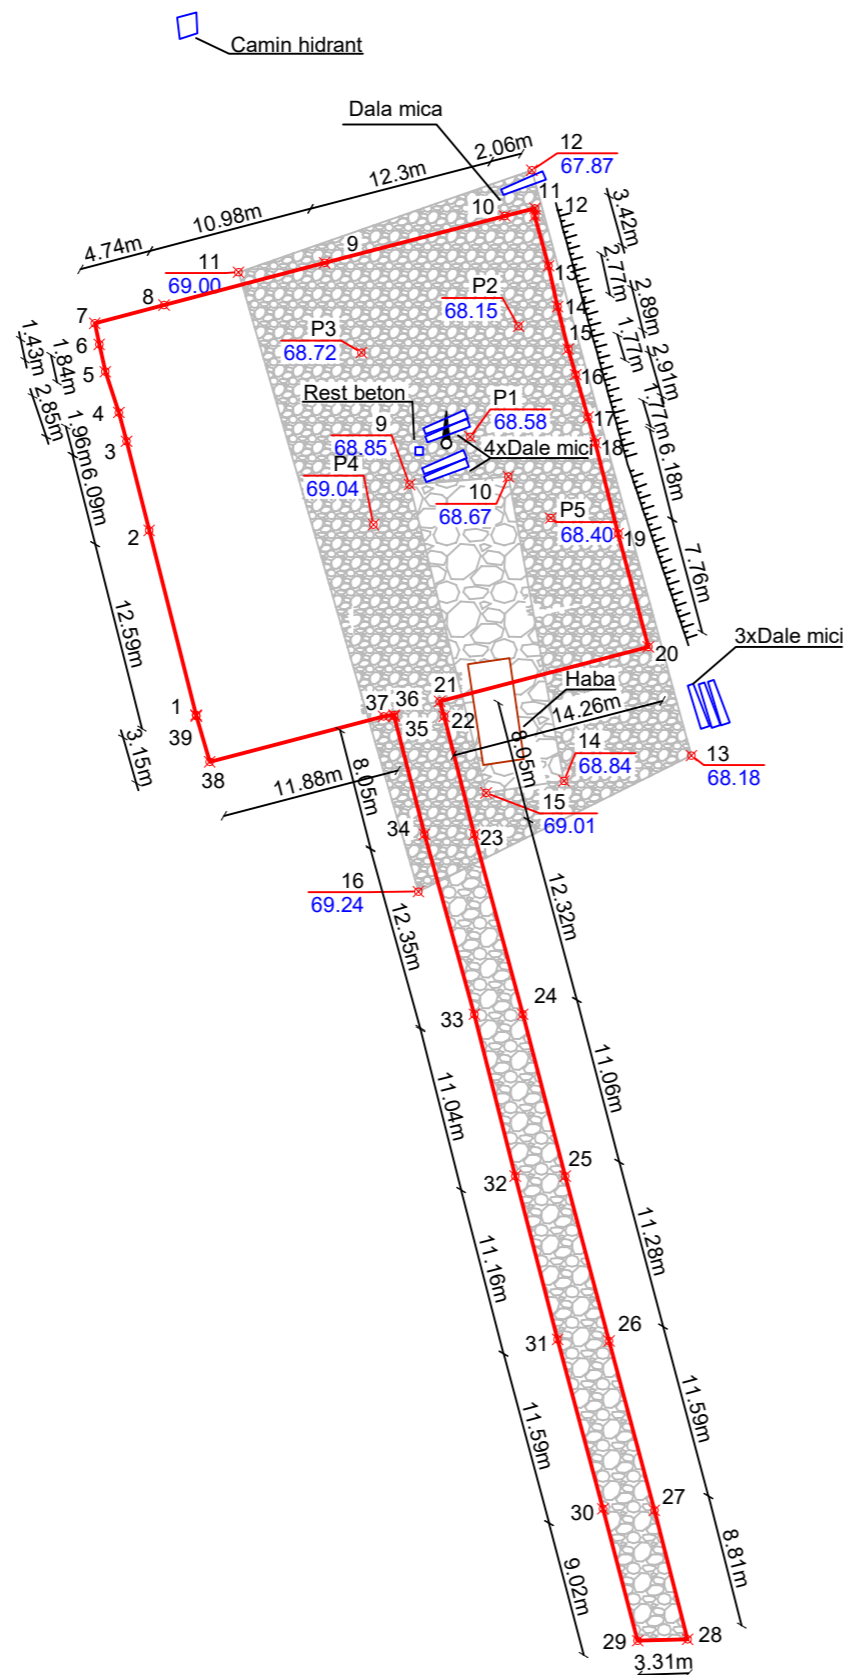 Camin hidrant
Dala mica
2.06m
12
67.87
12.3m
10.98m
4.74m
11
12
10
9
11
69.00
8
7
6
5
4
3
2
1
39
38
1.43m
1.84m
2.85m
1.96m
6.09m
12.59m
3.15m
3.42m
2.77m
2.89m
1.77m
2.91m
1.77m
6.18m
7.76m
13
14
15
16
17
18
19
20
P2
68.15
P3
68.72
Rest beton
P1
68.58
9
68.85
4xDale mici
P4
69.04
10
68.67
P5
68.40
3xDale mici
Haba
14.26m
21
22
36
37
35
8.05m
14
68.84
13
68.18
15
69.01
11.88m
8.05m
34
23
16
69.24
12.35m
12.32m
33
24
11.04m
11.06m
32
25
11.16m
11.28m
31
26
11.59m
11.59m
30
27
9.02m
8.81m
29
28
3.31m